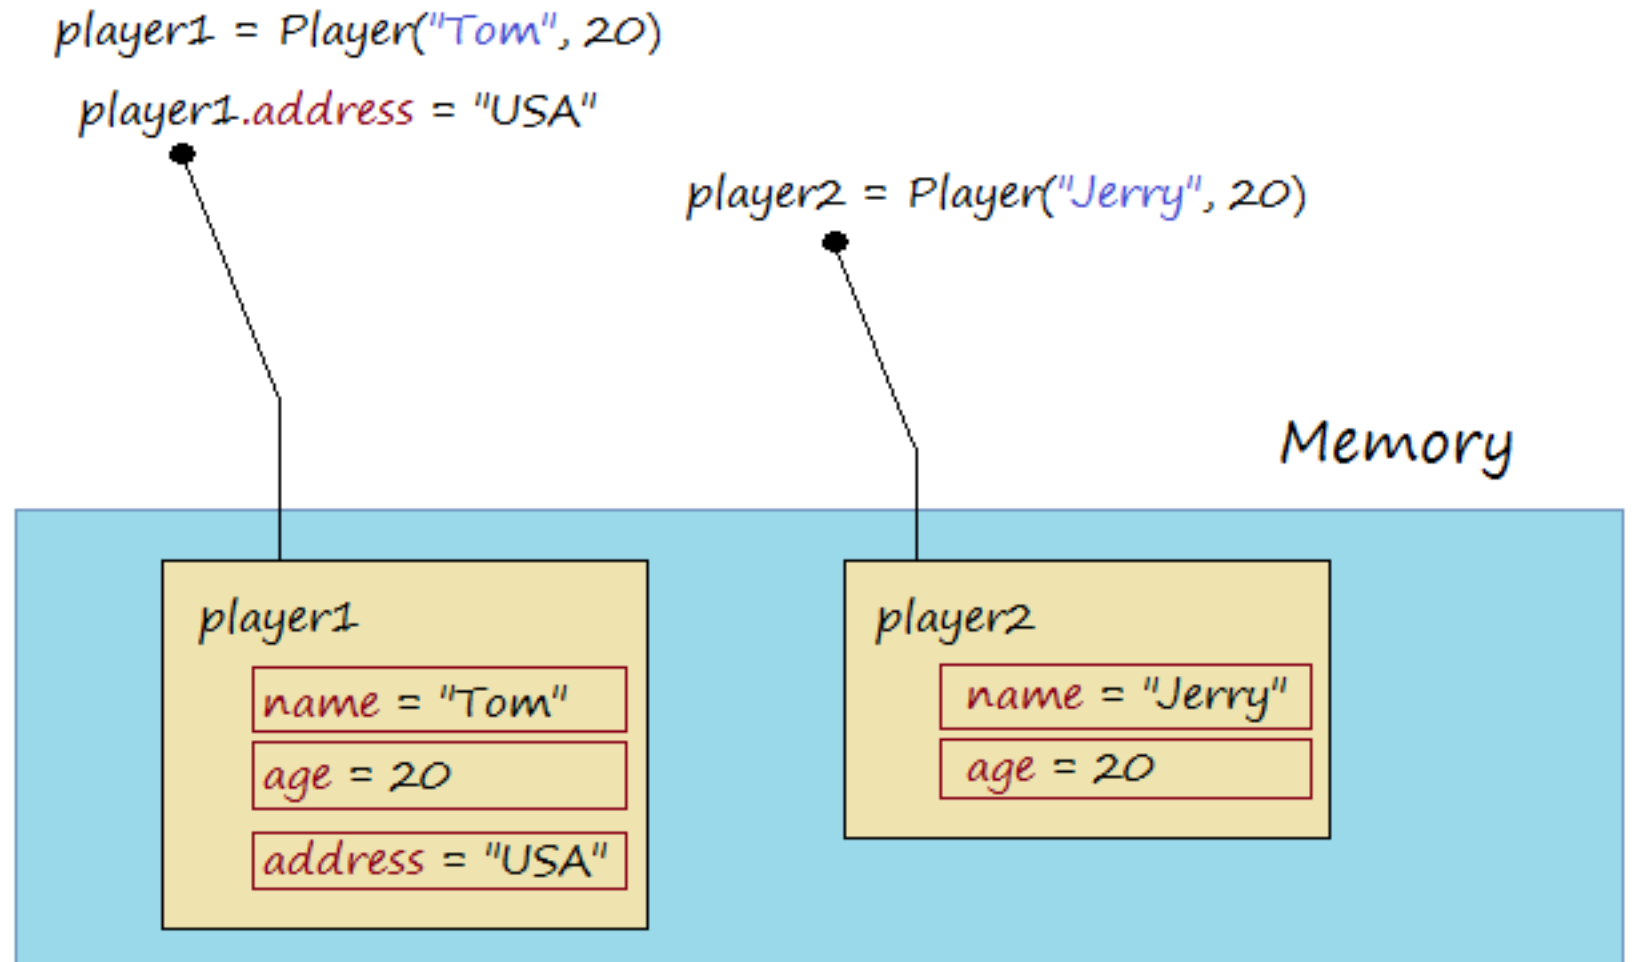 player1 = Player("Tom", 20)
player1.address = "USA"
player2 = Player("Jerry", 20)
Memory
player1
name = "Tom"
age = 20
address = "USA"
player2
name = "Jerry"
age = 20